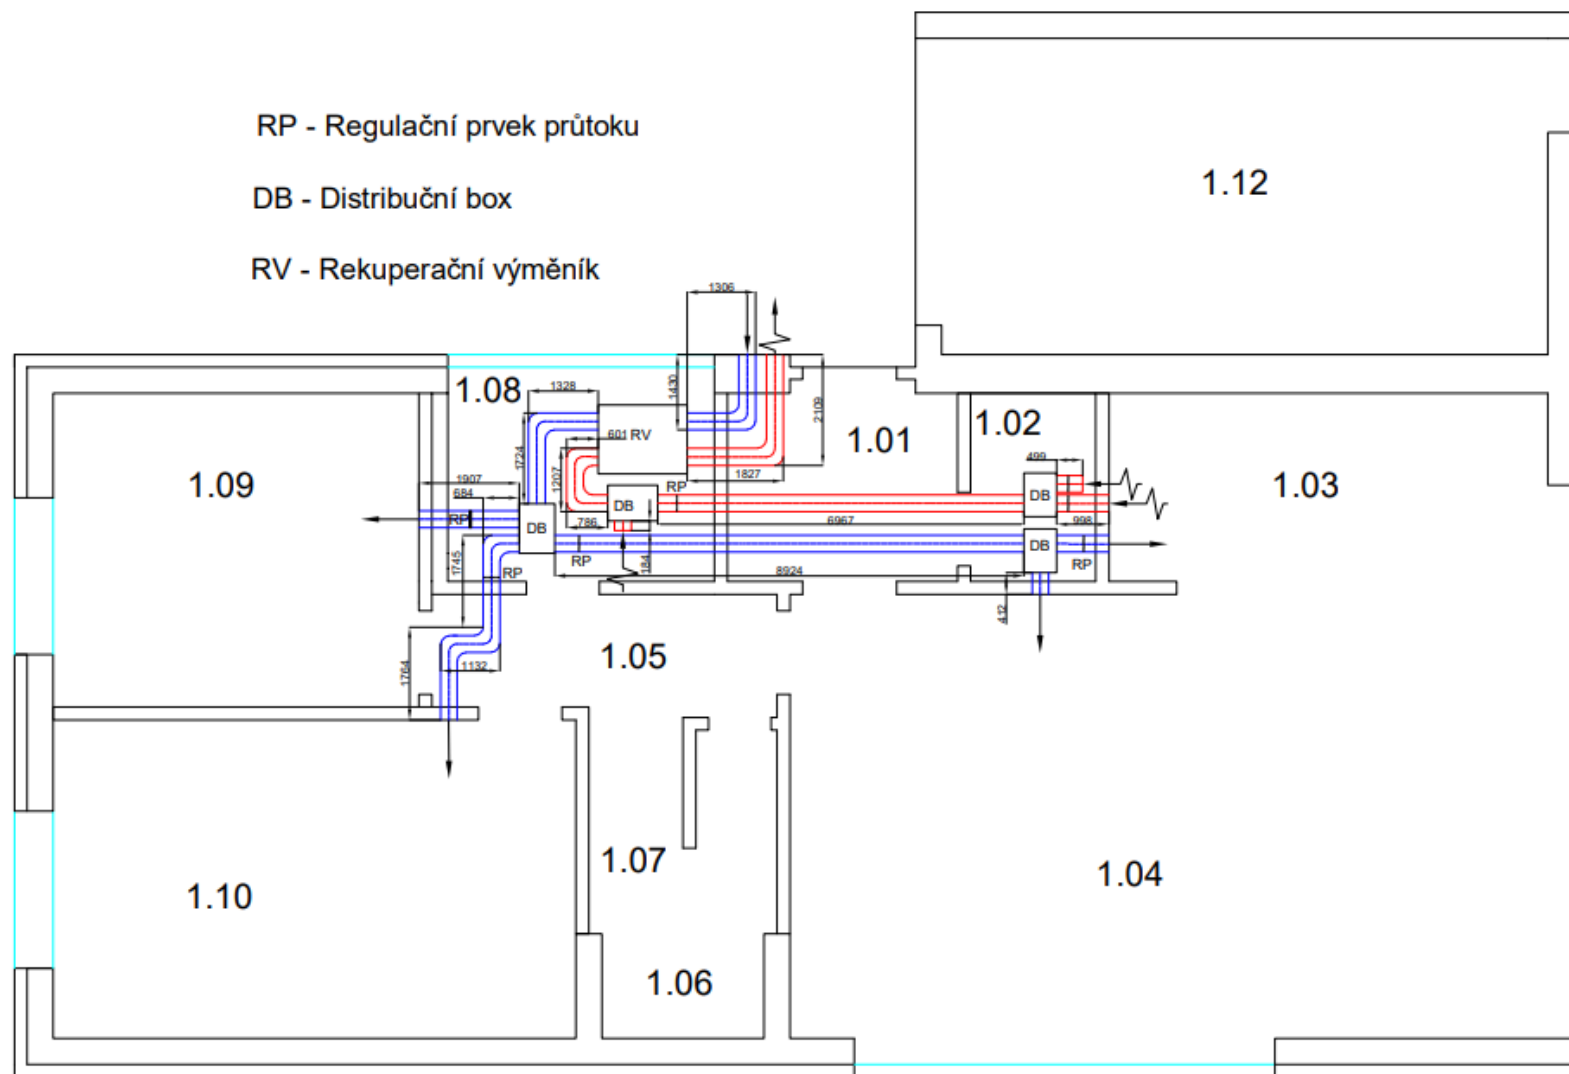 RP - Regulační prvek průtoku
1.12
DB - Distribuční box
RV - Rekuperační výměník
1306
1.08
1328
1430
2109
1.01
1.02
601 RV
1724
499
1.09
1907
1207
1827
1.03
684
RP
DB
DB
RP
DB
786
6967
998
DB
RP
RP
1745
184
8924
RP
412
1764
1132
1.05
1.07
1.04
1.10
1.06